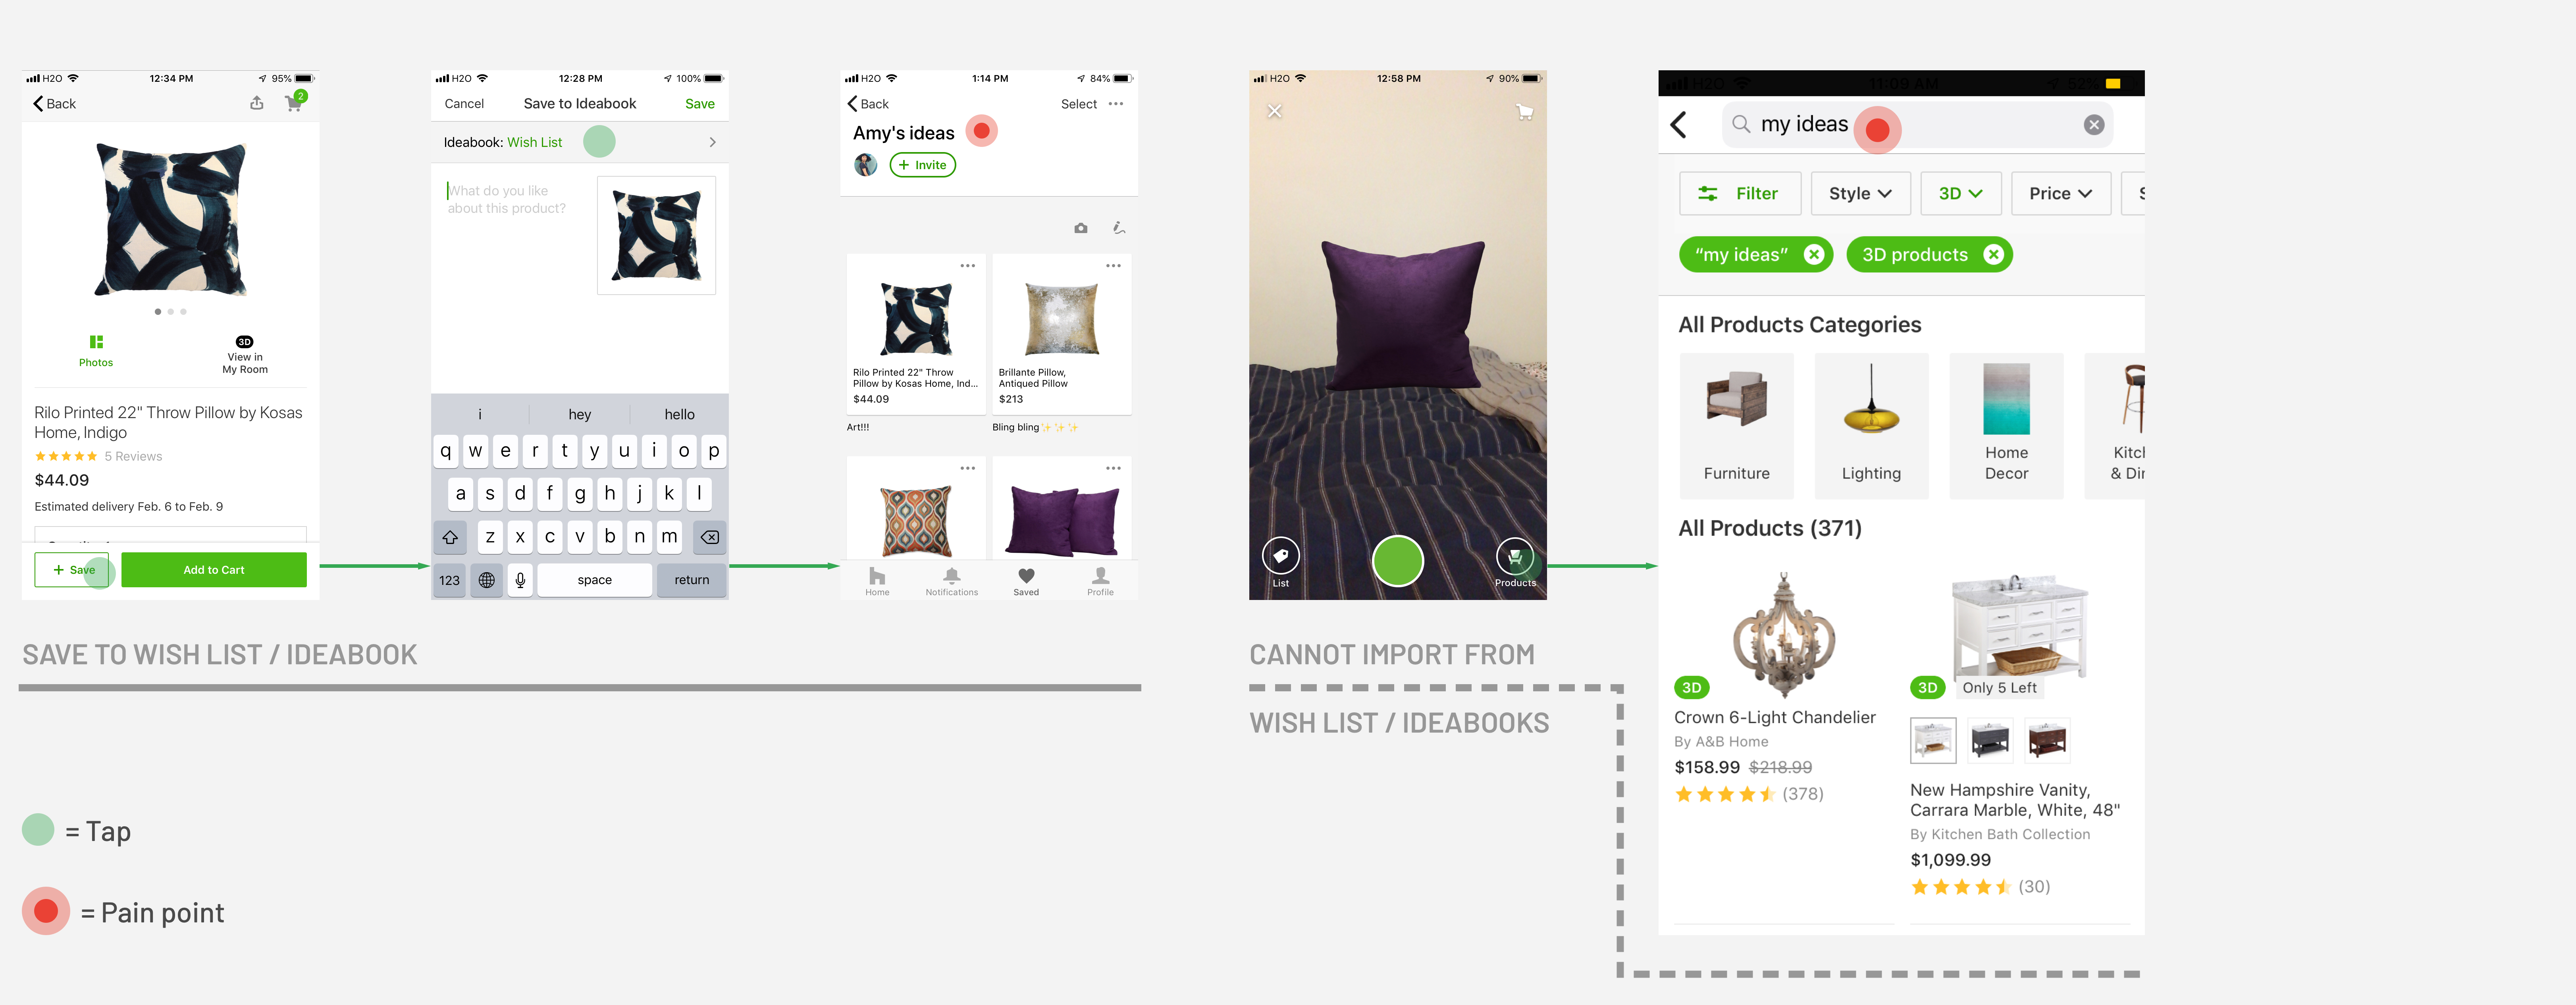 H2O 12:34 PM 95%
Back 2
Photos
3D
View in
My Room
Rilo Printed 22" Throw Pillow by Kosas
Home, Indigo
5 Reviews
$44.09
Estimated delivery Feb. 6 to Feb. 9
+ Save Add to Cart
H2O 12:28 PM 100%
Cancel Save to Ideabook Save
Ideabook: Wish List
What do you like
about this product?
i hey hello
q w e r t y u i o p
a s d f g h j k l
z x c v b n m
123 space return
H2O 1:14 PM 84%
Back Select
Amy's ideas
+ Invite
Rilo Printed 22" Throw
Pillow by Kosas Home, Ind...
$44.09
Art!!!
Brillante Pillow,
Antiqued Pillow
$213
Bling bling✨✨✨
Home Notifications Saved Profile
H2O 12:58 PM 90%
List Products
H2O 11:09 AM 52%
my ideas
Filter Style 3D Price S
“my ideas” 3D products
All Products Categories
Furniture
Lighting
Home
Decor
Kitch
& Din
All Products (371)
3D
Crown 6-Light Chandelier
By A&B Home
$158.99 $218.99
(378)
3D Only 5 Left
New Hampshire Vanity,
Carrara Marble, White, 48"
By Kitchen Bath Collection
$1,099.99
(30)
SAVE TO WISH LIST / IDEABOOK
CANNOT IMPORT FROM
WISH LIST / IDEABOOKS
= Tap
= Pain point